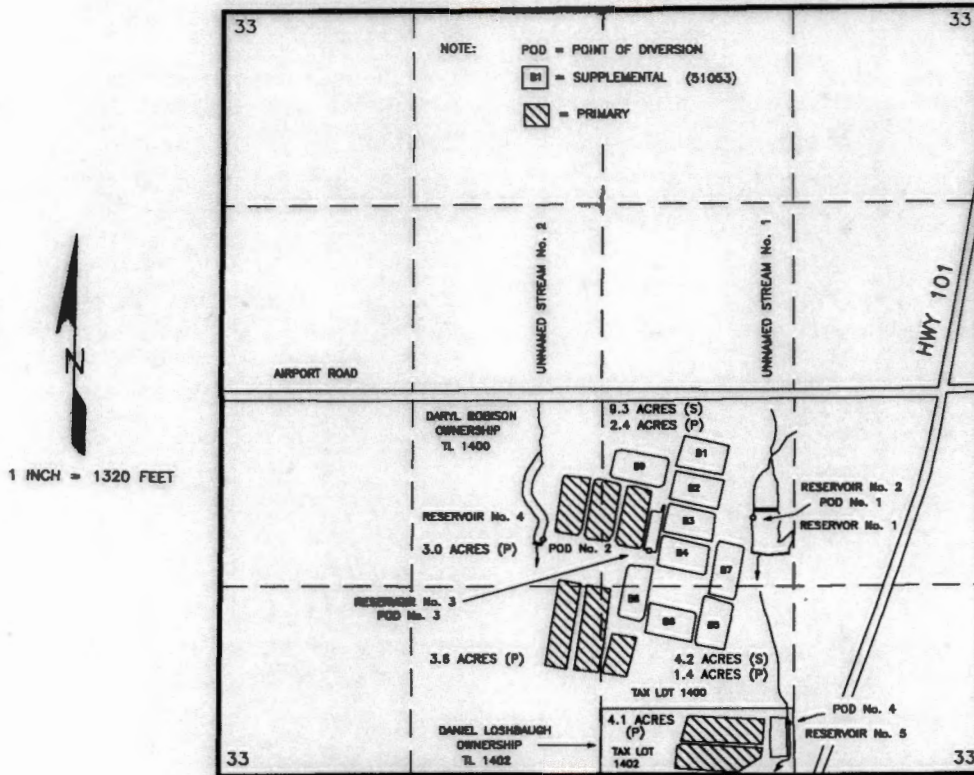 33
33
NOTE:
POD = POINT OF DIVERSION
B1 = SUPPLEMENTAL (51053)
= PRIMARY
UNNAMED STREAM No. 2
UNNAMED STREAM No. 1
HWY 101
N
1 INCH = 1320 FEET
AIRPORT ROAD
DARYL ROBISON
OWNERSHIP
TL 1400
9.3 ACRES (S)
2.4 ACRES (P)
B1
B9
B2
B3
B4
B7
RESERVOIR No. 2
POD No. 1
RESERVOR No. 1
RESERVOIR No. 4
3.0 ACRES (P)
POD No. 2
RESERVOIR No. 3
POD No. 3
B5
3.6 ACRES (P)
4.2 ACRES (S)
1.4 ACRES (P)
TAX LOT 1400
DANIEL LOSHBAUGH
OWNERSHIP
TL 1402
4.1 ACRES
(P)
TAX LOT
1402
POD No. 4
RESERVOIR No. 5
33
33